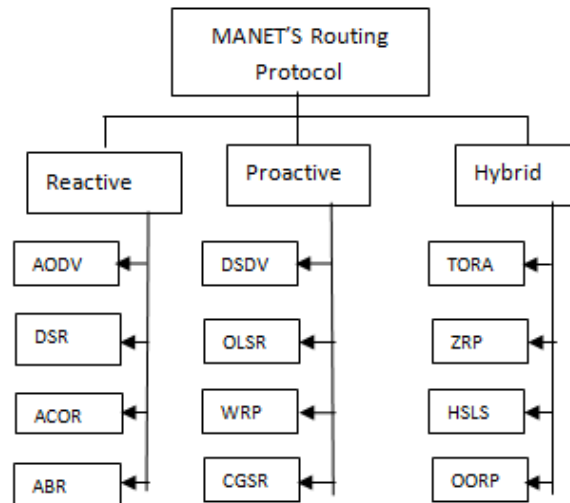 MANET'S Routing
Protocol
Reactive
Proactive
Hybrid
AODV
DSDV
TORA
DSR
OLSR
ZRP
ACOR
WRP
HSLS
ABR
CGSR
OORP